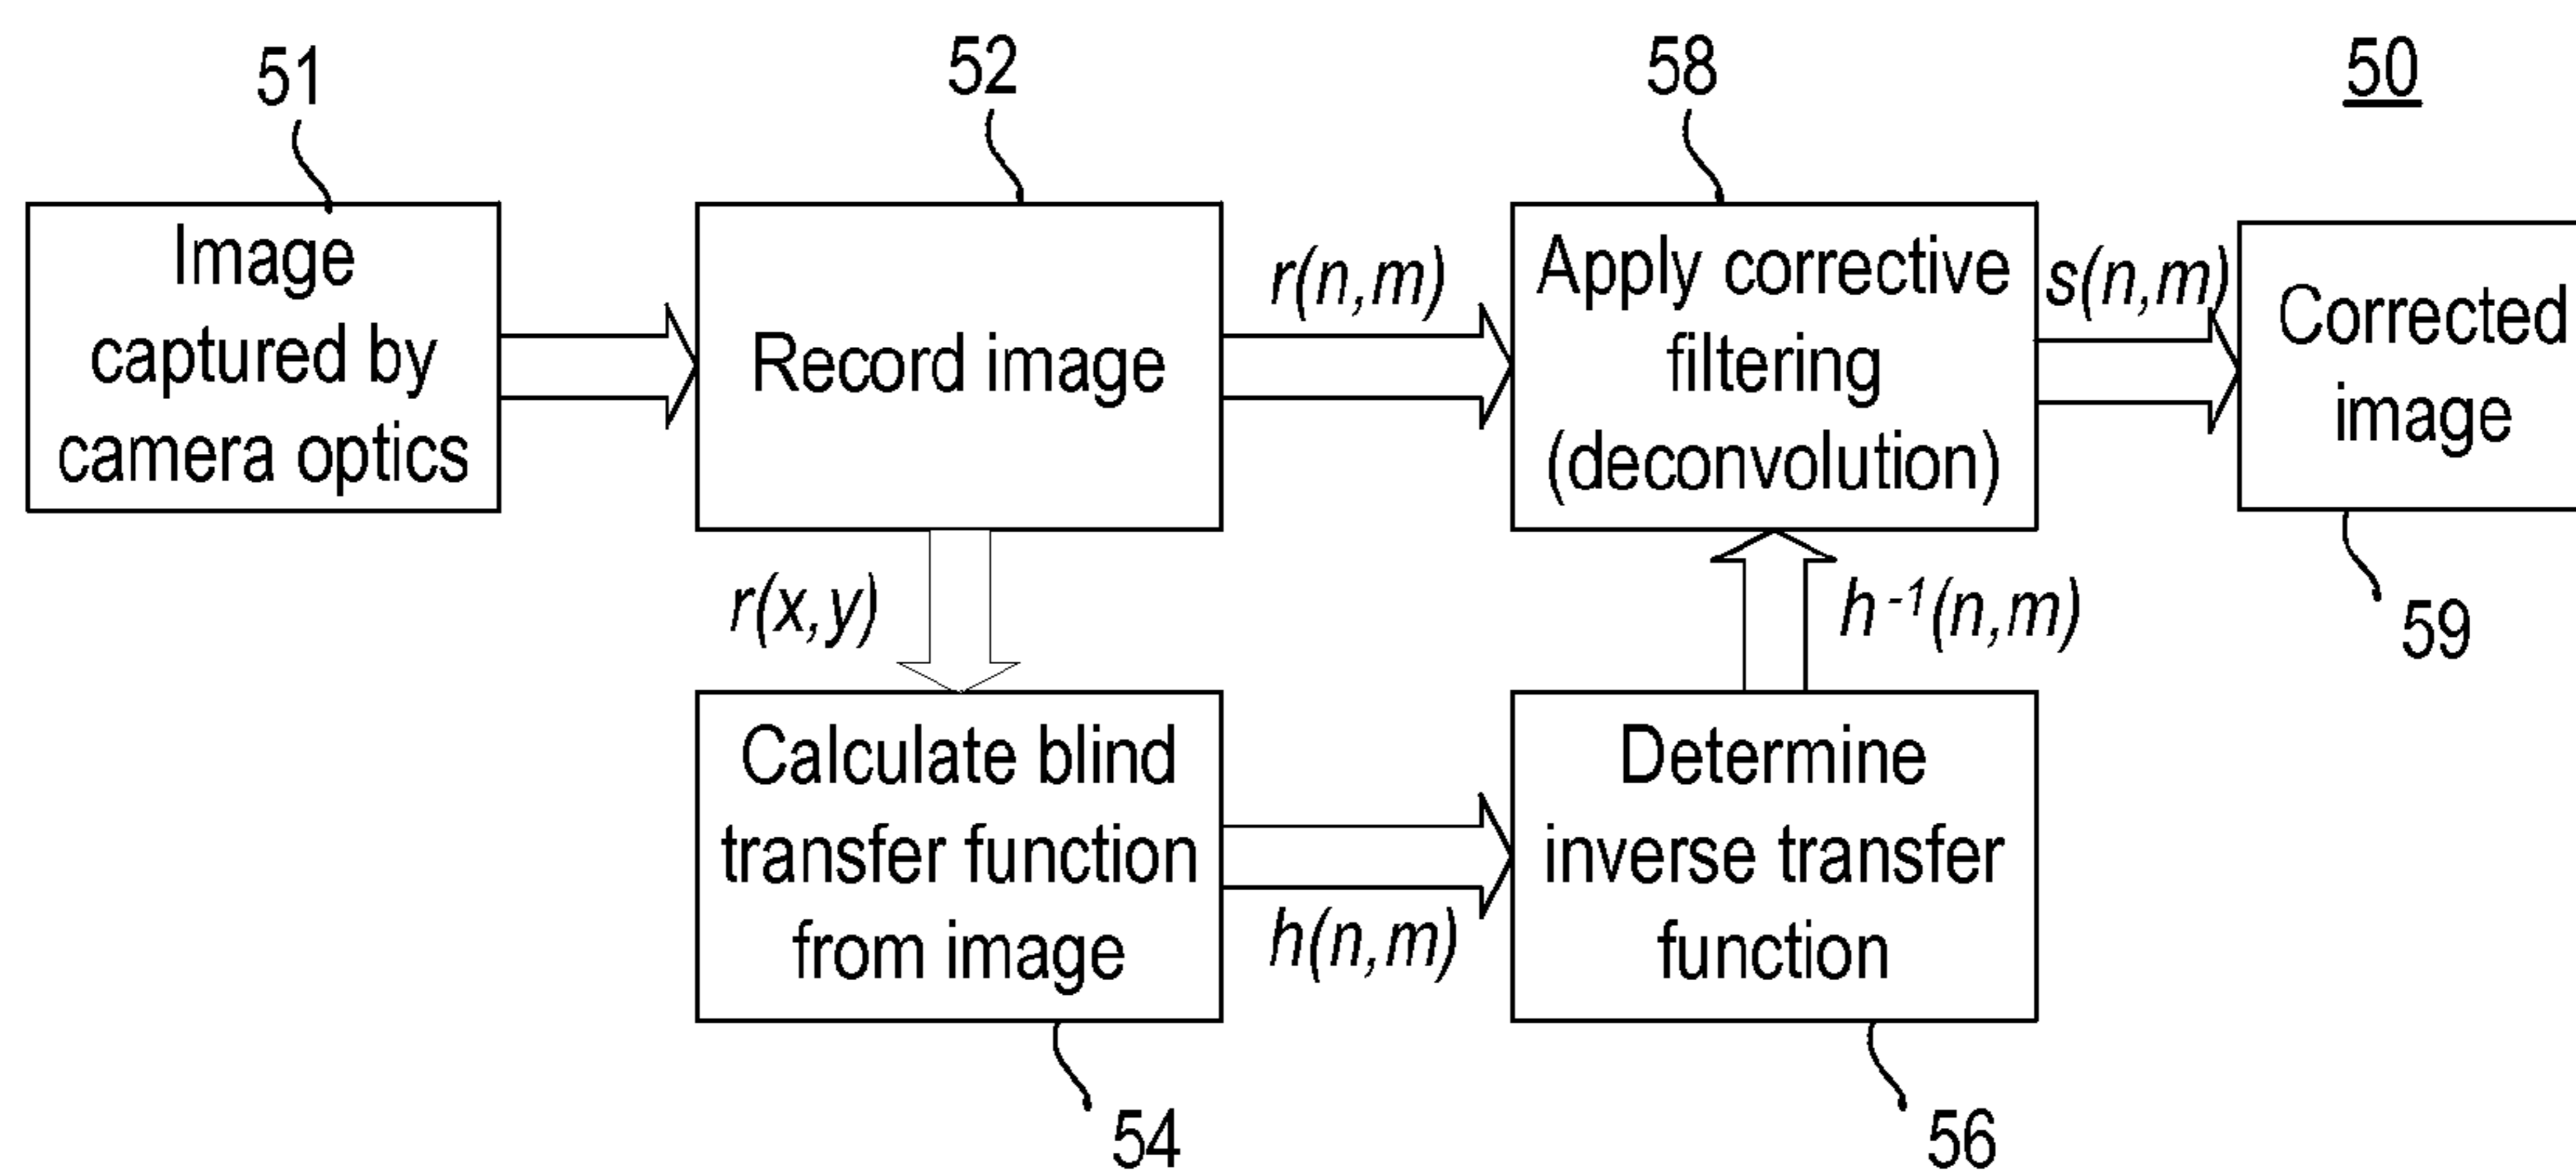 51
52
58
50
Image
captured by
camera optics
Record image
r(n,m)
Apply corrective
filtering
(deconvolution)
s(n,m)
Corrected
image
r(x,y)
h⁻¹(n,m)
59
Calculate blind
transfer function
from image
h(n,m)
Determine
inverse transfer
function
54
56